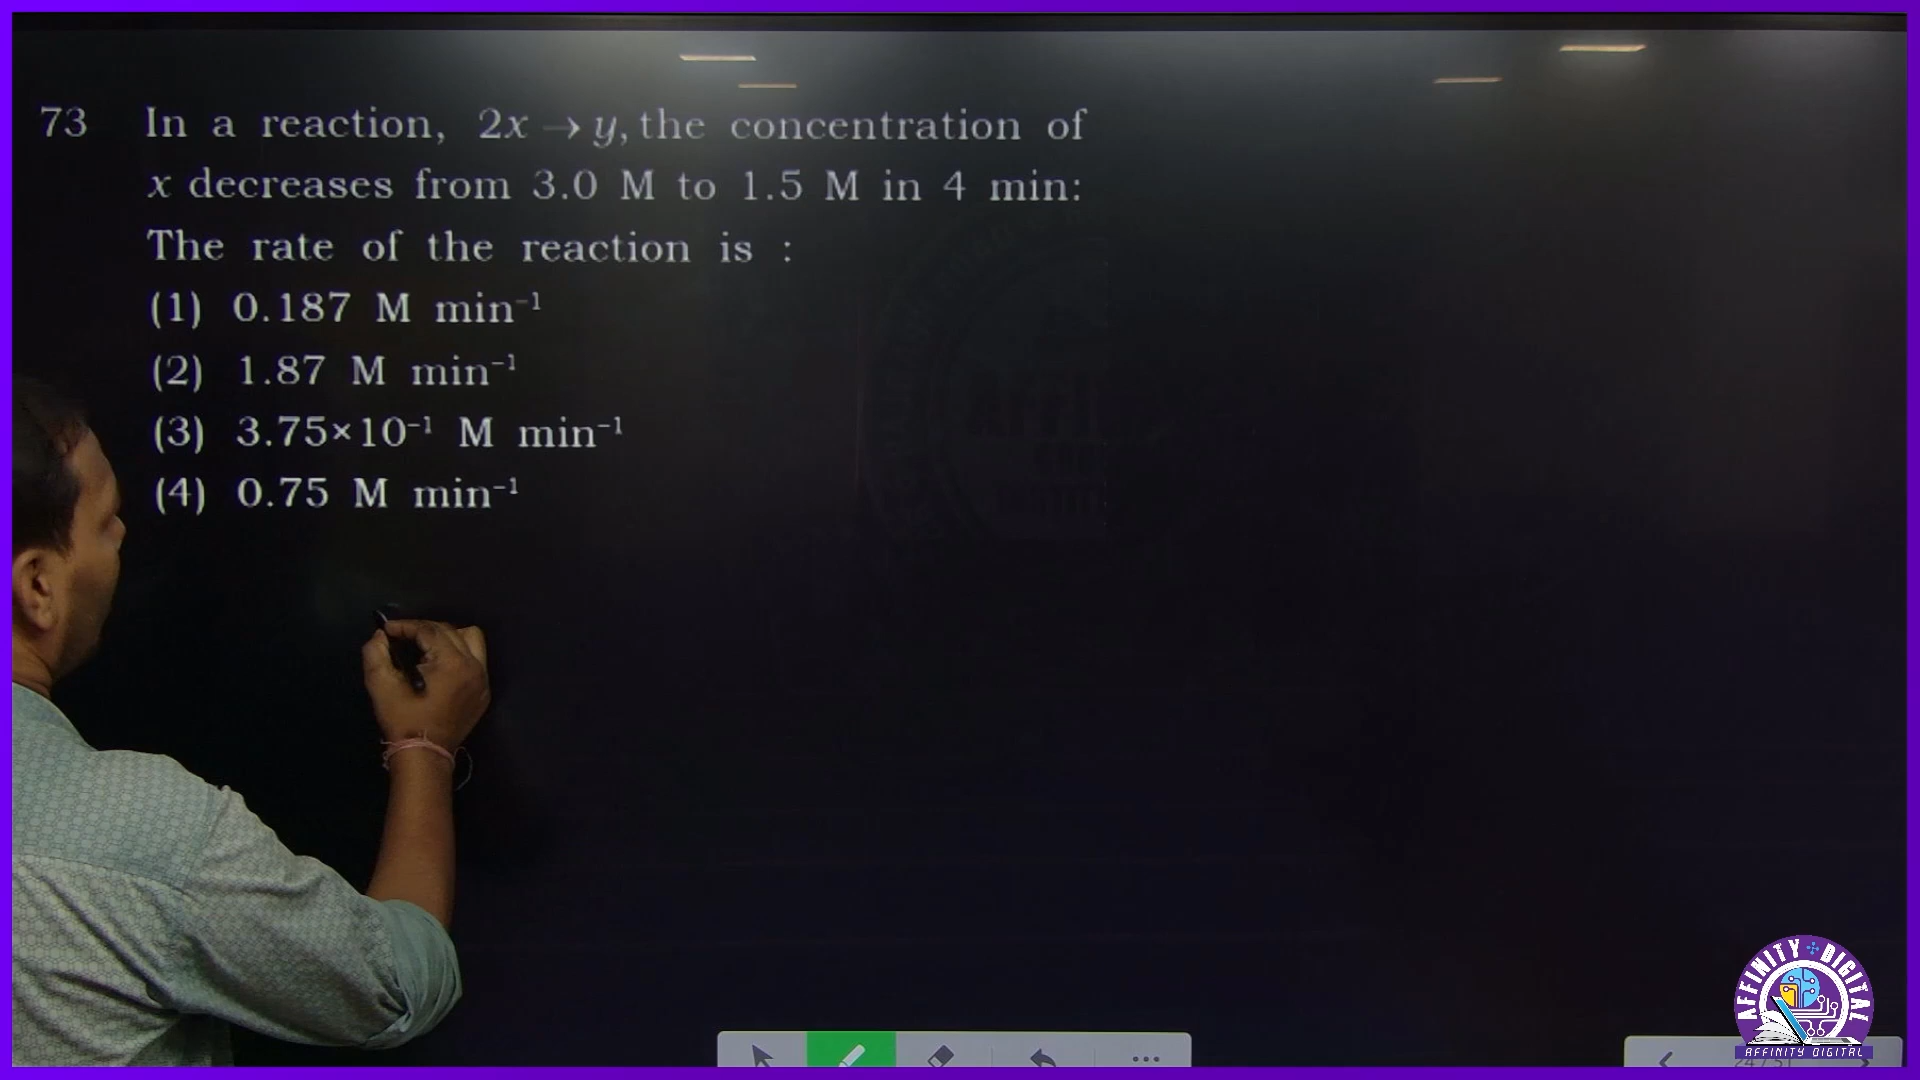 73 In a reaction, 2x → y, the concentration of
x decreases from 3.0 M to 1.5 M in 4 min:
The rate of the reaction is :
(1) 0.187 M min⁻¹
(2) 1.87 M min⁻¹
(3) 3.75×10⁻¹ M min⁻¹
(4) 0.75 M min⁻¹
AFFINITY DIGITAL
AFFINITY DIGITAL